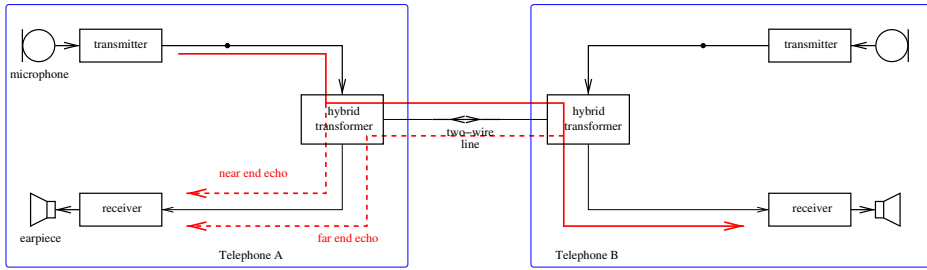 transmitter
transmitter
microphone
hybrid
transformer
hybrid
transformer
two-wire
line
near end echo
receiver
receiver
earpiece
far end echo
Telephone A
Telephone B